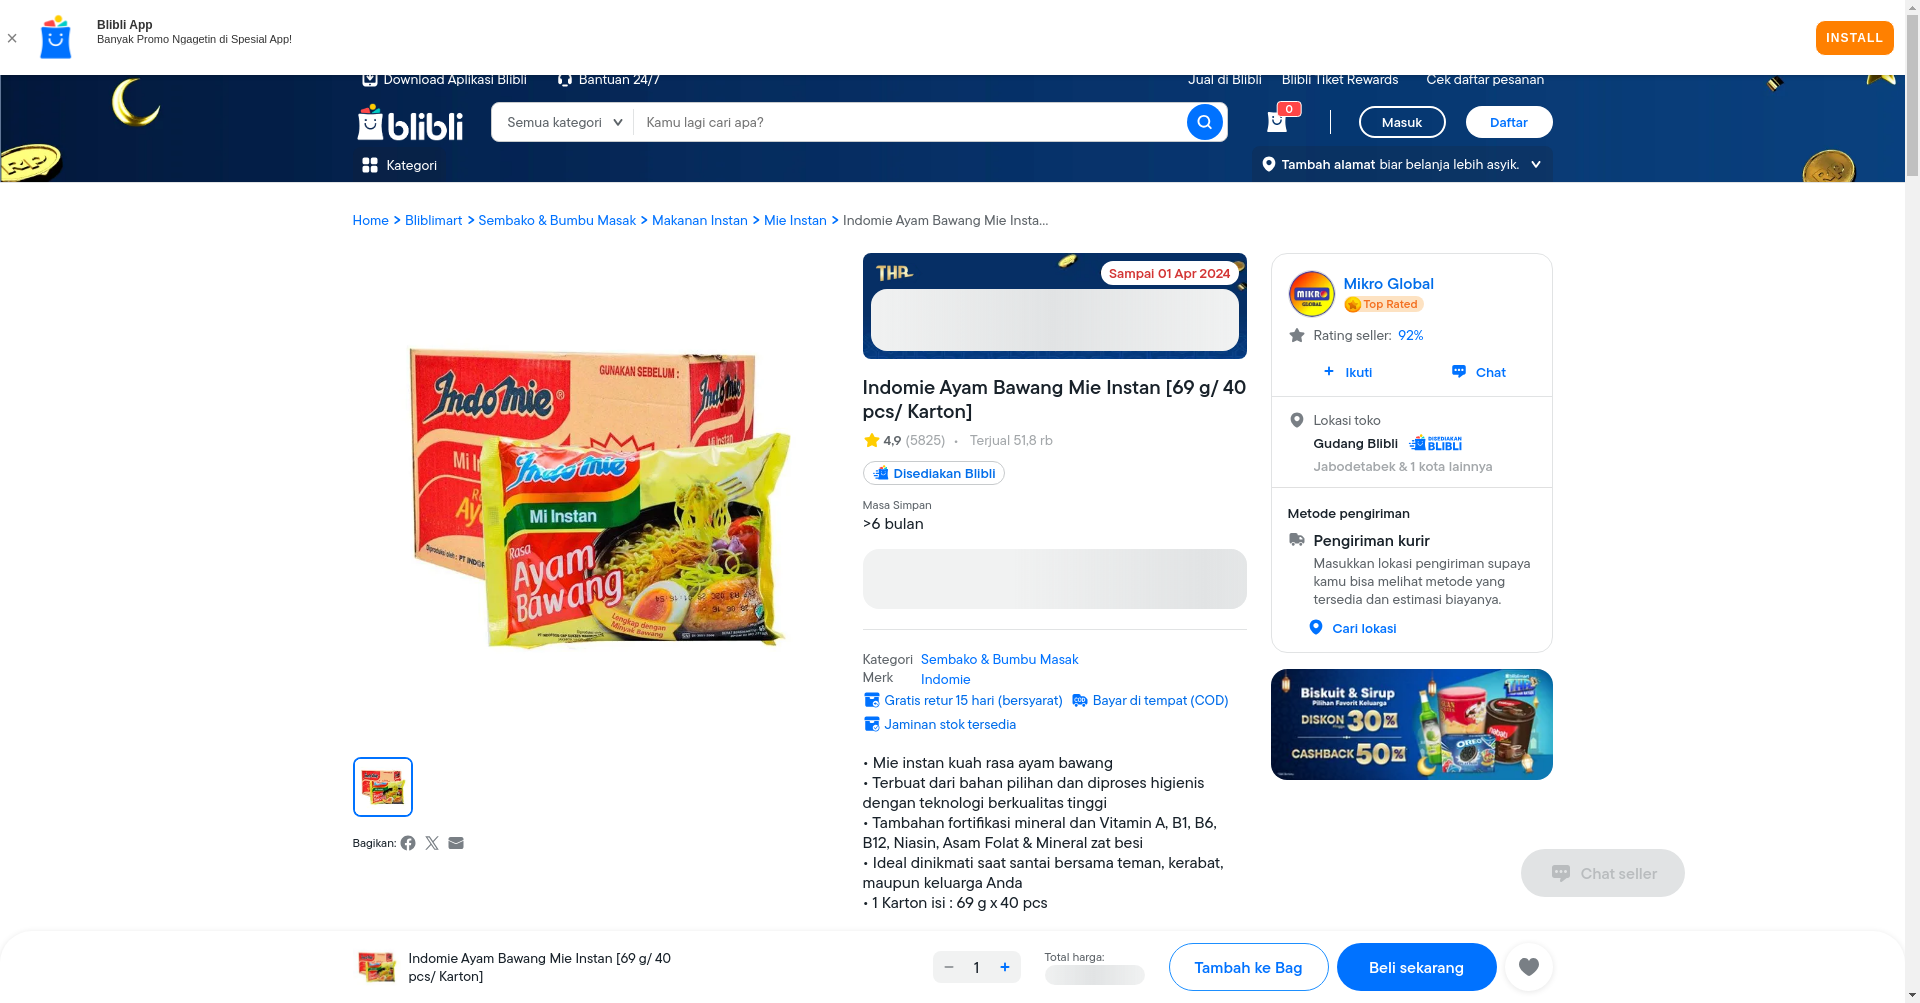 Blibli App
Banyak Promo Ngagetin di Spesial App!
INSTALL
Download Aplikasi Blibli
Bantuan 24/7
Jual di Blibli
Blibli Tiket Rewards
Cek daftar pesanan
blibli
Semua kategori
Kamu lagi cari apa?
0
Masuk
Daftar
Kategori
Tambah alamat biar belanja lebih asyik.
Home > Bliblimart > Sembako & Bumbu Masak > Makanan Instan > Mie Instan > Indomie Ayam Bawang Mie Insta...
GUNAKAN SEBELUM :
Indomie
Mi Instan
Rasa
Ayam
Bawang
Lengkap dengan
Minyak Bawang
Bagikan:
THR
Sampai 01 Apr 2024
Indomie Ayam Bawang Mie Instan [69 g/ 40
pcs/ Karton]
4,9 (5825) • Terjual 51,8 rb
Disediakan Blibli
Masa Simpan
>6 bulan
Kategori Sembako & Bumbu Masak
Merk Indomie
Gratis retur 15 hari (bersyarat)
Bayar di tempat (COD)
Jaminan stok tersedia
• Mie instan kuah rasa ayam bawang
• Terbuat dari bahan pilihan dan diproses higienis
dengan teknologi berkualitas tinggi
• Tambahan fortifikasi mineral dan Vitamin A, B1, B6,
B12, Niasin, Asam Folat & Mineral zat besi
• Ideal dinikmati saat santai bersama teman, kerabat,
maupun keluarga Anda
• 1 Karton isi : 69 g x 40 pcs
MIKRO
GLOBAL
Mikro Global
Top Rated
Rating seller: 92%
+ Ikuti
Chat
Lokasi toko
Gudang Blibli
DISEDIAKAN
BLIBLI
Jabodetabek & 1 kota lainnya
Metode pengiriman
Pengiriman kurir
Masukkan lokasi pengiriman supaya
kamu bisa melihat metode yang
tersedia dan estimasi biayanya.
Cari lokasi
Biskuit & Sirup
Pilihan Favorit Keluarga
DISKON 30%
CASHBACK 50%
OREO
Chat seller
Indomie Ayam Bawang Mie Instan [69 g/ 40
pcs/ Karton]
− 1 +
Total harga:
Tambah ke Bag
Beli sekarang